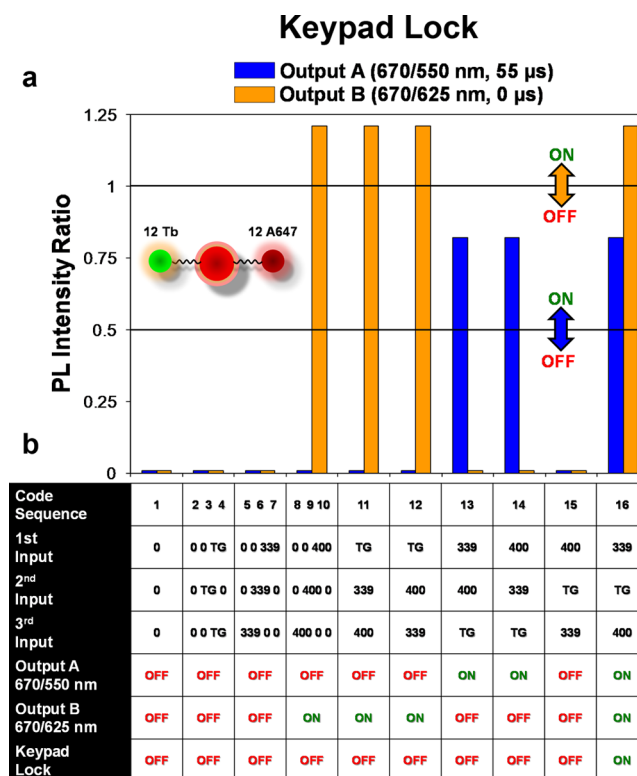 Keypad Lock
a
Output A (670/550 nm, 55 µs)
Output B (670/625 nm, 0 µs)
1.25
1
0.75
0.5
0.25
0
PL Intensity Ratio
12 Tb
12 A647
ON
OFF
ON
OFF
b
Code Sequence 1 2 3 4 5 6 7 8 9 10 11 12 13 14 15 16
1st Input 0 0 0 TG 0 0 339 0 0 400 TG TG 339 400 400 339
2nd Input 0 0 TG 0 0 339 0 0 400 0 339 400 400 339 TG TG
3rd Input 0 0 0 TG 339 0 0 400 0 0 400 339 TG TG 339 400
Output A 670/550 nm OFF OFF OFF OFF OFF OFF ON ON OFF ON
Output B 670/625 nm OFF OFF OFF ON ON ON OFF OFF OFF ON
Keypad Lock OFF OFF OFF OFF OFF OFF OFF OFF OFF ON